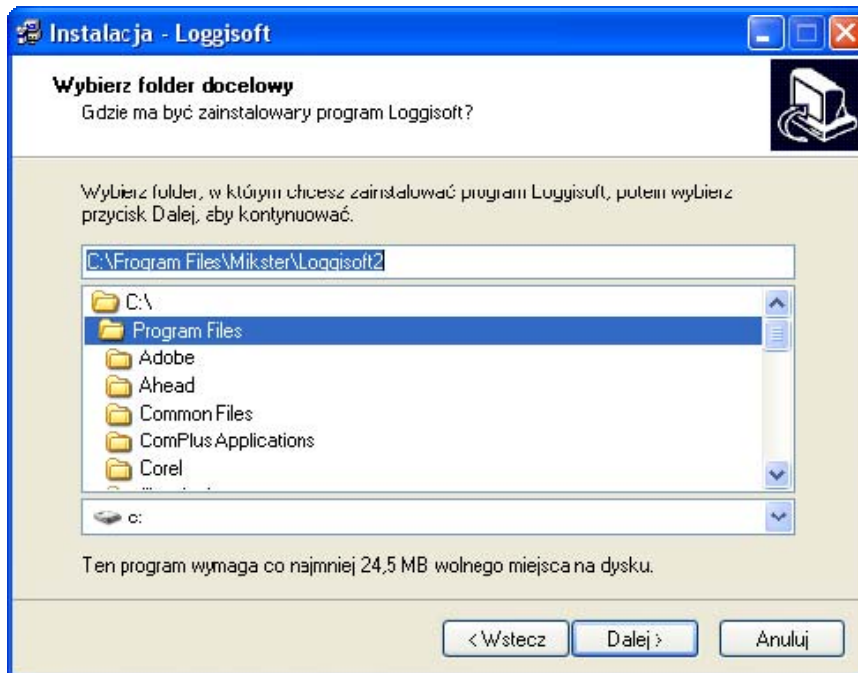 Instalacja - Loggisoft
Wybierz folder docelowy
Gdzie ma być zainstalowany program Loggisoft?
Wybierz folder, w którym chcesz zainstalować program Loggisoft, potem wybierz
przycisk Dalej, aby kontynuować.
C:\Program Files\Mikster\Loggisoft2
C:\
Program Files
Adobe
Ahead
Common Files
ComPlus Applications
Corel
c:
Ten program wymaga co najmniej 24,5 MB wolnego miejsca na dysku.
< Wstecz
Dalej >
Anuluj